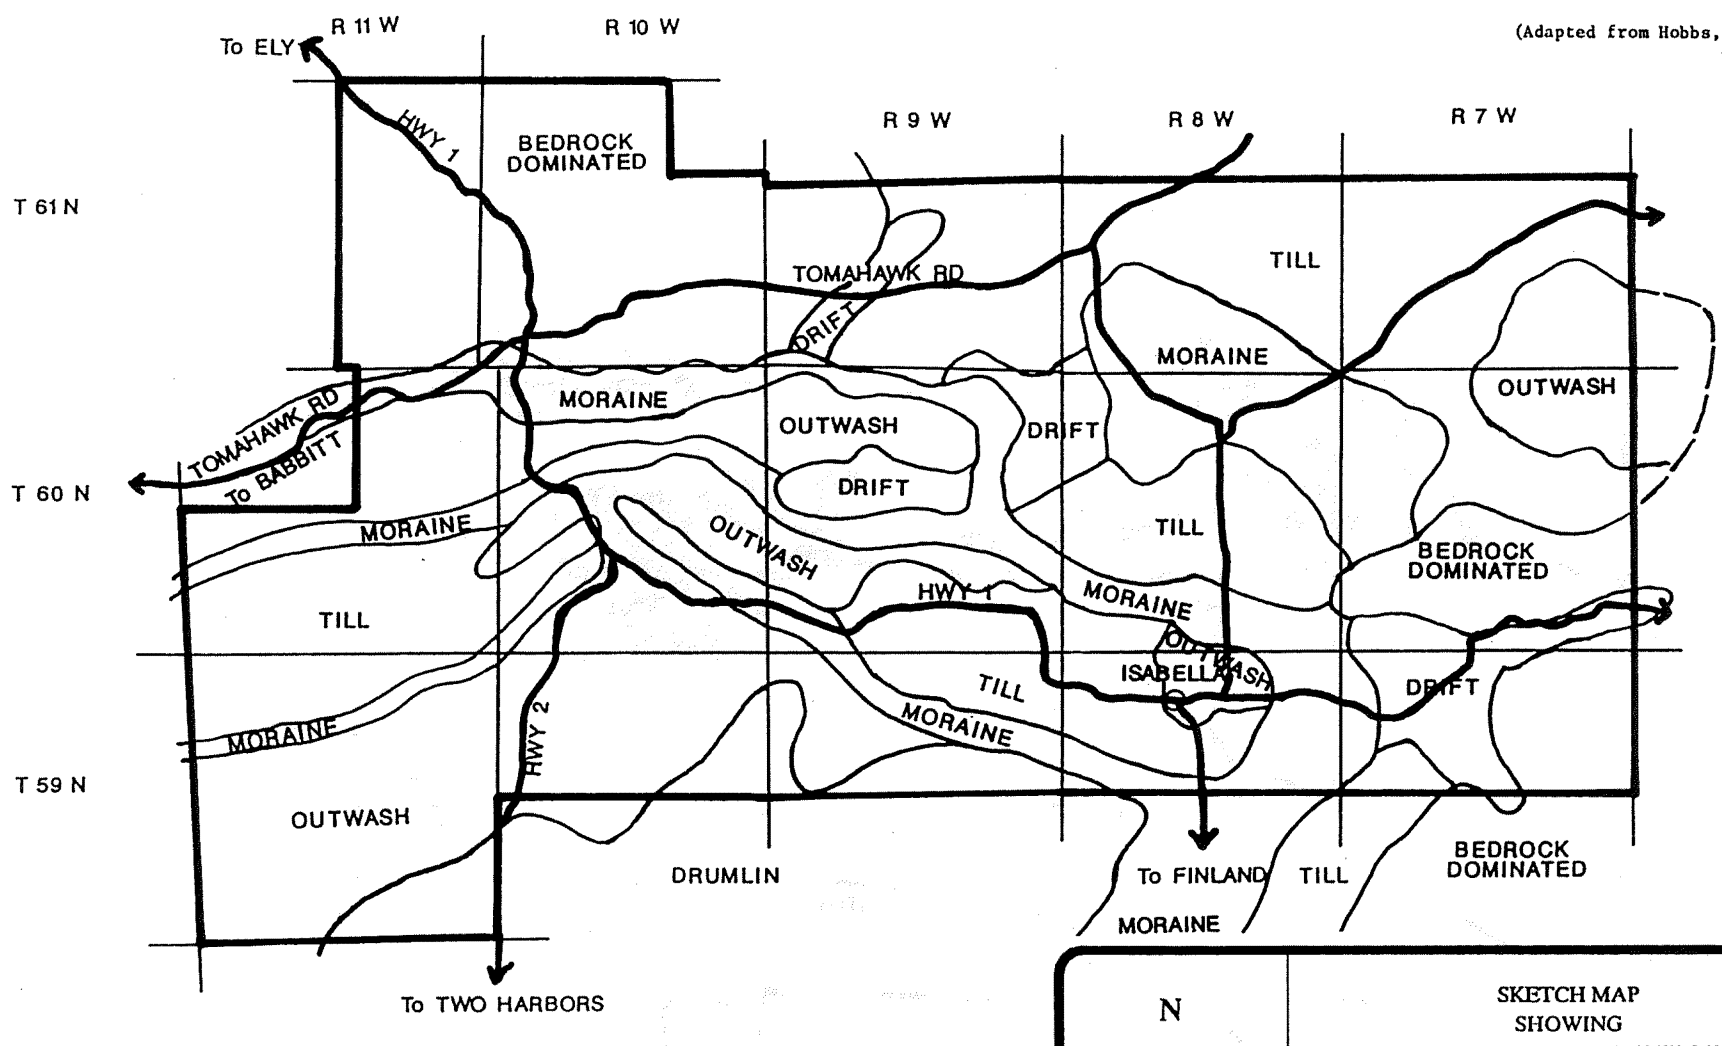 R 11 W
R 10 W
(Adapted from Hobbs,
To ELY
HWY 1
BEDROCK
DOMINATED
R 9 W
R 8 W
R 7 W
T 61 N
TILL
TOMAHAWK RD
DRIFT
MORAINE
OUTWASH
TOMAHAWK RD
To BABBITT
MORAINE
OUTWASH
DRIFT
T 60 N
DRIFT
MORAINE
OUTWASH
TILL
BEDROCK
DOMINATED
HWY 1
MORAINE
TILL
OUTWASH
ISABELLA
TILL
DRIFT
MORAINE
MORAINE
HWY 2
T 59 N
OUTWASH
DRUMLIN
To FINLAND
TILL
BEDROCK
DOMINATED
MORAINE
To TWO HARBORS
N
SKETCH MAP
SHOWING